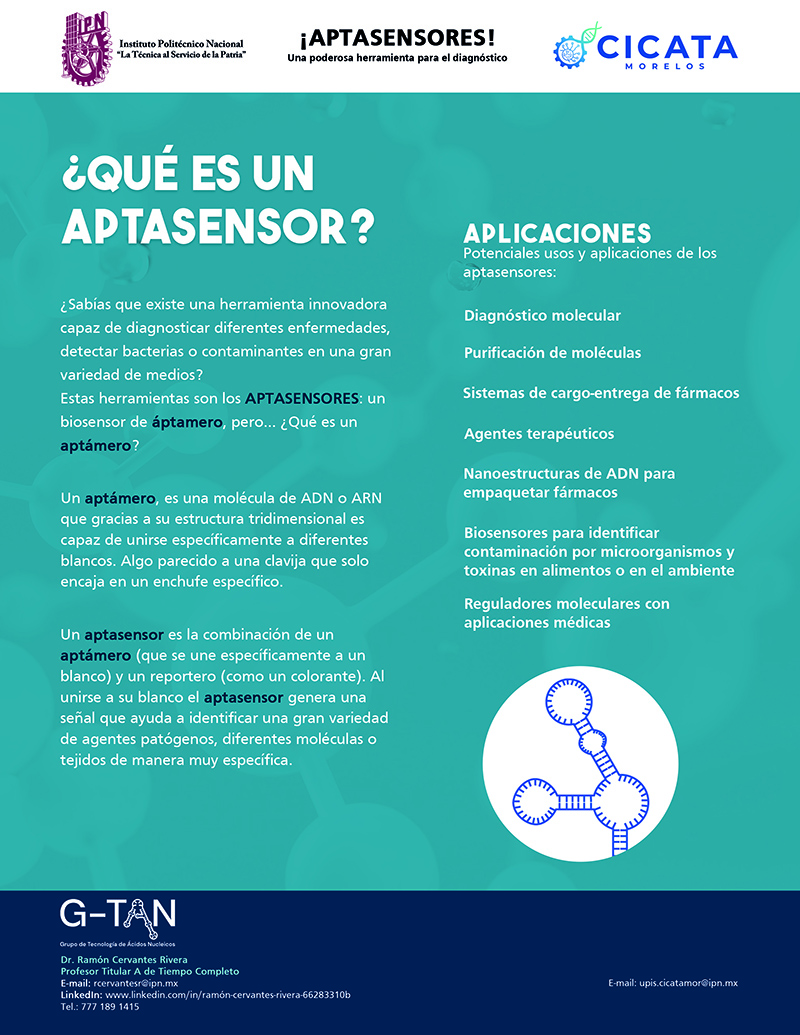 IPN
Instituto Politécnico Nacional
"La Técnica al Servicio de la Patria"
¡APTASENSORES!
Una poderosa herramienta para el diagnóstico
CICATA
MORELOS
¿QUÉ ES UN
APTASENSOR?
¿Sabías que existe una herramienta innovadora
capaz de diagnosticar diferentes enfermedades,
detectar bacterias o contaminantes en una gran
variedad de medios?
Estas herramientas son los APTASENSORES: un
biosensor de áptamero, pero... ¿Qué es un
aptámero?
Un aptámero, es una molécula de ADN o ARN
que gracias a su estructura tridimensional es
capaz de unirse específicamente a diferentes
blancos. Algo parecido a una clavija que solo
encaja en un enchufe específico.
Un aptasensor es la combinación de un
aptámero (que se une específicamente a un
blanco) y un reportero (como un colorante). Al
unirse a su blanco el aptasensor genera una
señal que ayuda a identificar una gran variedad
de agentes patógenos, diferentes moléculas o
tejidos de manera muy específica.
APLICACIONES
Potenciales usos y aplicaciones de los
aptasensores:
Diagnóstico molecular
Purificación de moléculas
Sistemas de cargo-entrega de fármacos
Agentes terapéuticos
Nanoestructuras de ADN para
empaquetar fármacos
Biosensores para identificar
contaminación por microorganismos y
toxinas en alimentos o en el ambiente
Reguladores moleculares con
aplicaciones médicas
G-TAN
Grupo de Tecnología de Ácidos Nucleicos
Dr. Ramón Cervantes Rivera
Profesor Titular A de Tiempo Completo
E-mail: rcervantesr@ipn.mx
LinkedIn: www.linkedin.com/in/ramón-cervantes-rivera-66283310b
Tel.: 777 189 1415
E-mail: upis.cicatamor@ipn.mx